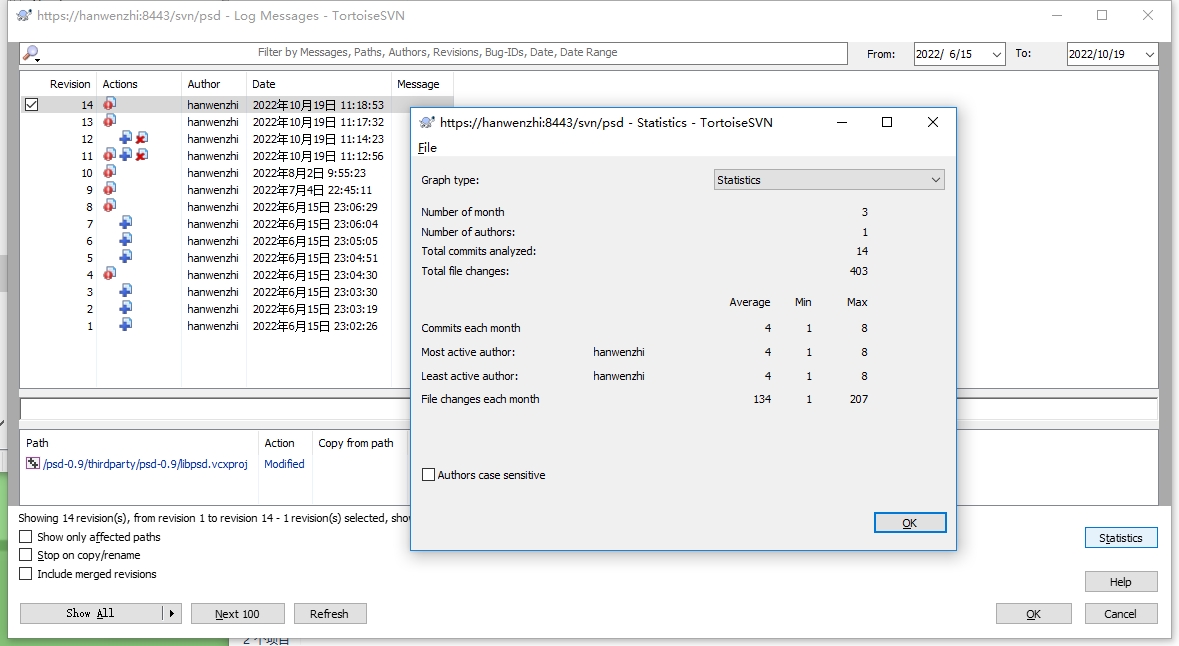 https://hanwenzhi:8443/svn/psd - Log Messages - TortoiseSVN
Filter by Messages, Paths, Authors, Revisions, Bug-IDs, Date, Date Range
From: 2022/ 6/15 To: 2022/10/19
Revision Actions Author Date Message
14 hanwenzhi 2022年10月19日 11:18:53
13 hanwenzhi 2022年10月19日 11:17:32
12 hanwenzhi 2022年10月19日 11:14:23
11 hanwenzhi 2022年10月19日 11:12:56
10 hanwenzhi 2022年8月2日 9:55:23
9 hanwenzhi 2022年7月4日 22:45:11
8 hanwenzhi 2022年6月15日 23:06:29
7 hanwenzhi 2022年6月15日 23:06:04
6 hanwenzhi 2022年6月15日 23:05:05
5 hanwenzhi 2022年6月15日 23:04:51
4 hanwenzhi 2022年6月15日 23:04:30
3 hanwenzhi 2022年6月15日 23:03:30
2 hanwenzhi 2022年6月15日 23:03:19
1 hanwenzhi 2022年6月15日 23:02:26
https://hanwenzhi:8443/svn/psd - Statistics - TortoiseSVN
File
Graph type: Statistics
Number of month 3
Number of authors: 1
Total commits analyzed: 14
Total file changes: 403
Average Min Max
Commits each month 4 1 8
Most active author: hanwenzhi 4 1 8
Least active author: hanwenzhi 4 1 8
File changes each month 134 1 207
Authors case sensitive
OK
Path Action Copy from path
/psd-0.9/thirdparty/psd-0.9/libpsd.vcxproj Modified
Showing 14 revision(s), from revision 1 to revision 14 - 1 revision(s) selected,
Show only affected paths
Stop on copy/rename
Include merged revisions
Statistics
Help
Show All Next 100 Refresh OK Cancel
2 个项目